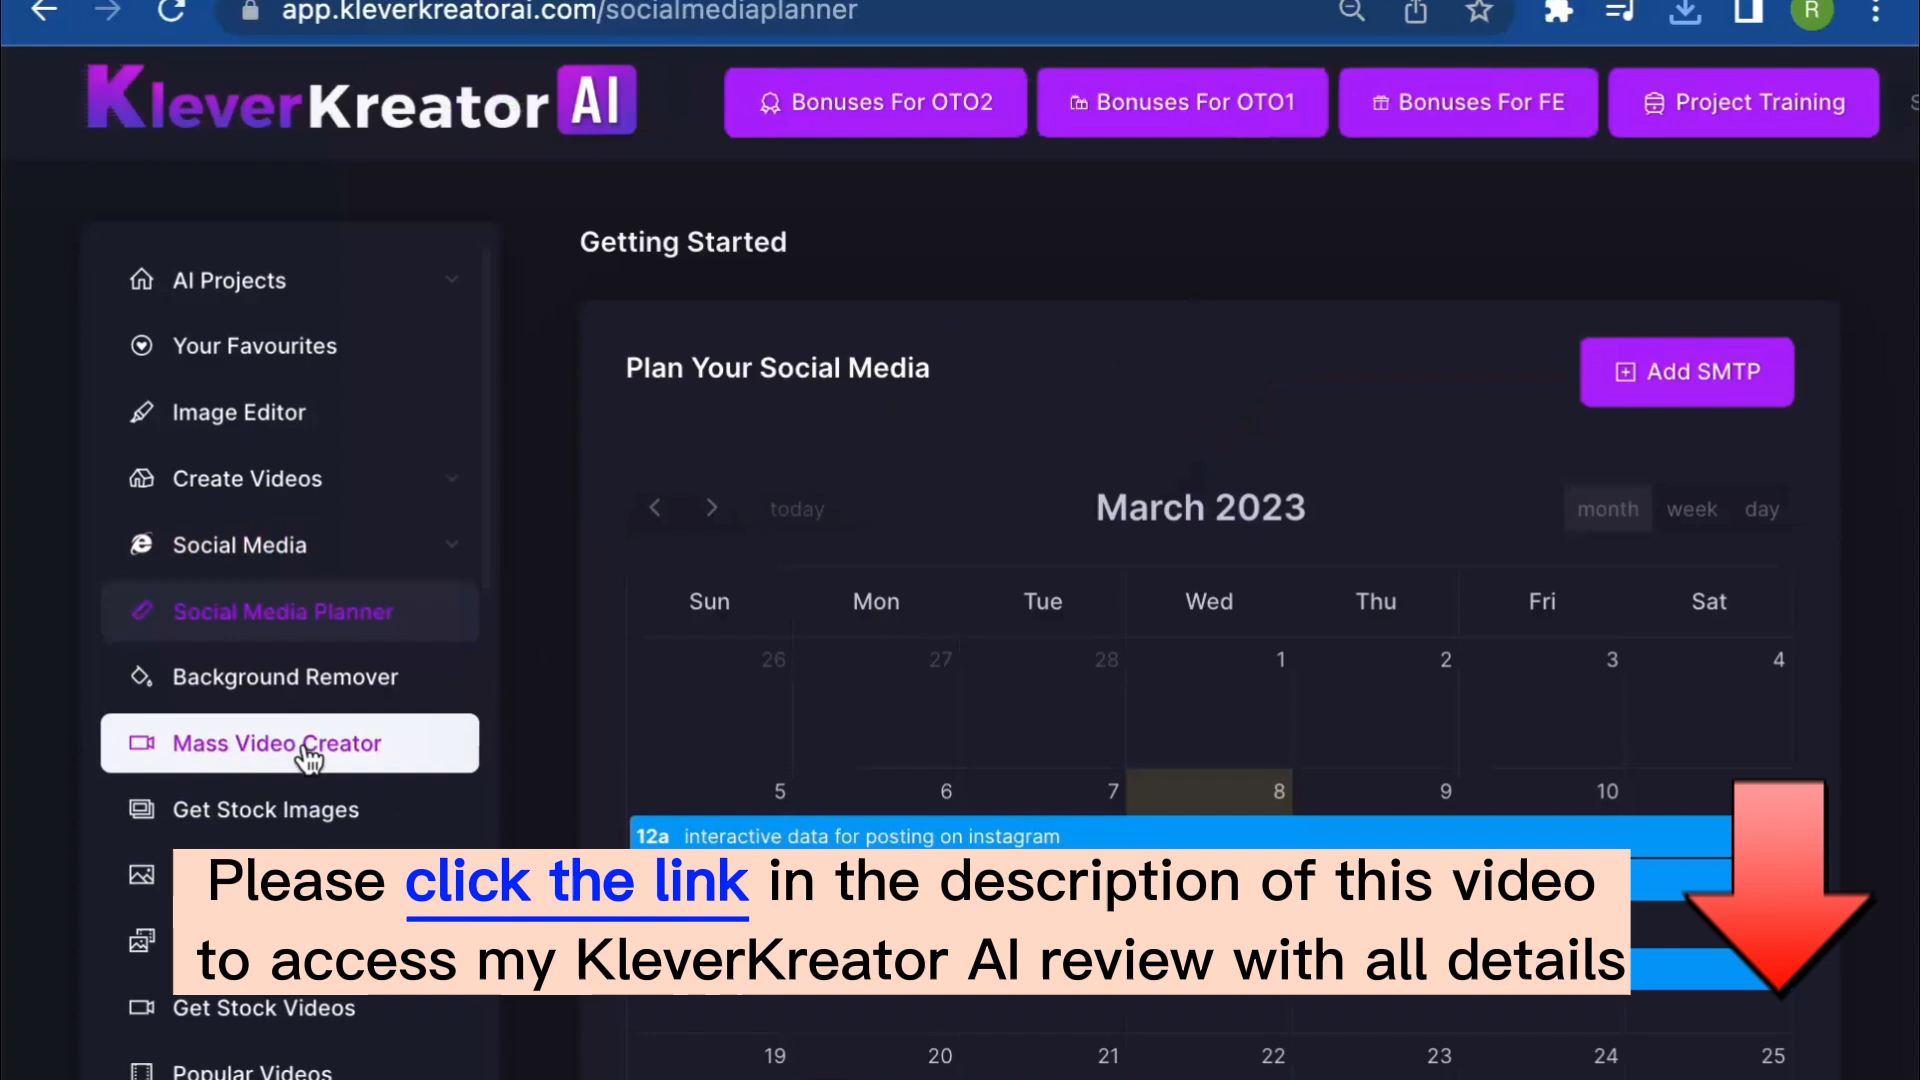 app.kleverkreatorai.com/socialmediaplanner
R
KleverKreator AI
Bonuses For OTO2
Bonuses For OTO1
Bonuses For FE
Project Training
Getting Started
AI Projects
Your Favourites
Image Editor
Create Videos
Social Media
Social Media Planner
Background Remover
Mass Video Creator
Get Stock Images
Get Stock Videos
Popular Videos
Plan Your Social Media
Add SMTP
today
March 2023
month week day
Sun Mon Tue Wed Thu Fri Sat
26 27 28 1 2 3 4
5 6 7 8 9 10
12a interactive data for posting on instagram
19 20 21 22 23 24 25
Please click the link in the description of this video
to access my KleverKreator AI review with all details